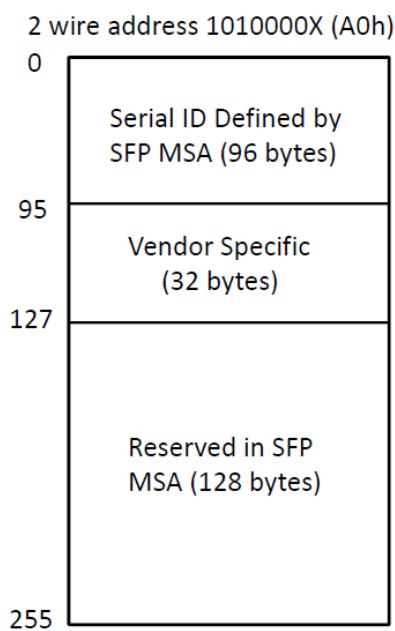 2 wire address 1010000X (A0h)
0
Serial ID Defined by
SFP MSA (96 bytes)
95
Vendor Specific
(32 bytes)
127
Reserved in SFP
MSA (128 bytes)
255